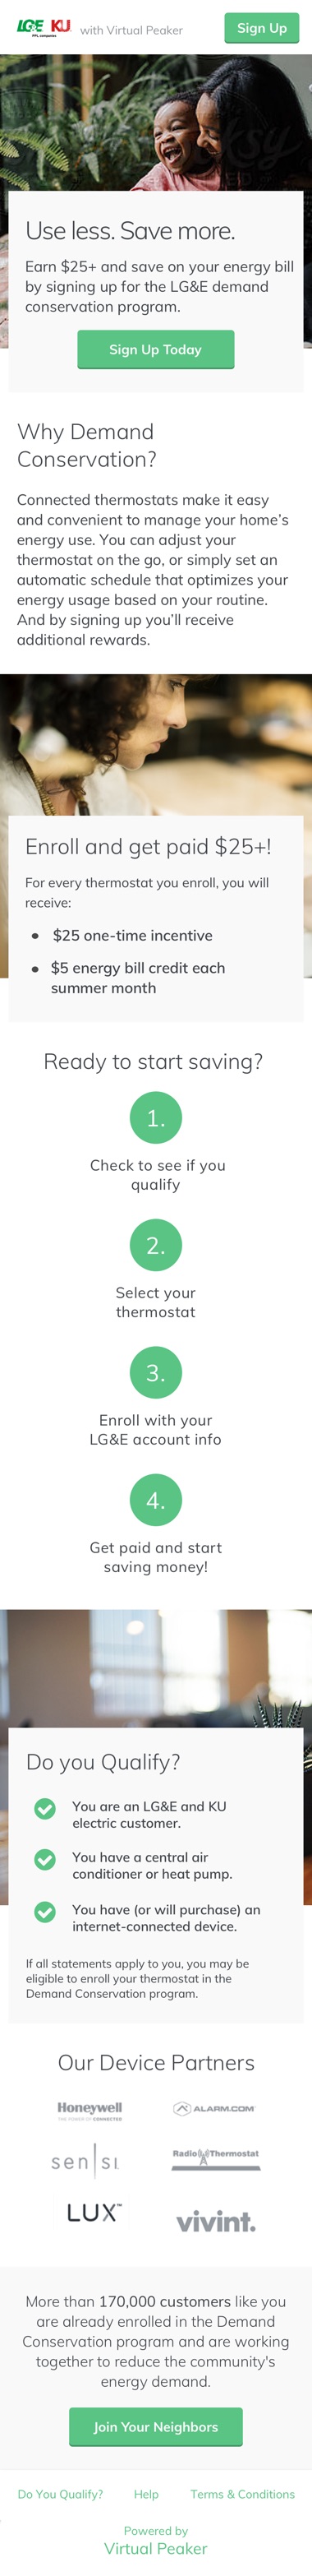 LG&E KU
PPL companies
with Virtual Peaker
Sign Up
Use less. Save more.
Earn $25+ and save on your energy bill
by signing up for the LG&E demand
conservation program.
Sign Up Today
Why Demand
Conservation?
Connected thermostats make it easy
and convenient to manage your home's
energy use. You can adjust your
thermostat on the go, or simply set an
automatic schedule that optimizes your
energy usage based on your routine.
And by signing up you'll receive
additional rewards.
Enroll and get paid $25+!
For every thermostat you enroll, you will
receive:
• $25 one-time incentive
• $5 energy bill credit each
summer month
Ready to start saving?
1.
Check to see if you
qualify
2.
Select your
thermostat
3.
Enroll with your
LG&E account info
4.
Get paid and start
saving money!
Do you Qualify?
You are an LG&E and KU
electric customer.
You have a central air
conditioner or heat pump.
You have (or will purchase) an
internet-connected device.
If all statements apply to you, you may be
eligible to enroll your thermostat in the
Demand Conservation program.
Our Device Partners
Honeywell
THE POWER OF CONNECTED
ALARM.COM
sensi
Radio Thermostat
LUX™
vivint.
More than 170,000 customers like you
are already enrolled in the Demand
Conservation program and are working
together to reduce the community's
energy demand.
Join Your Neighbors
Do You Qualify?
Help
Terms & Conditions
Powered by
Virtual Peaker